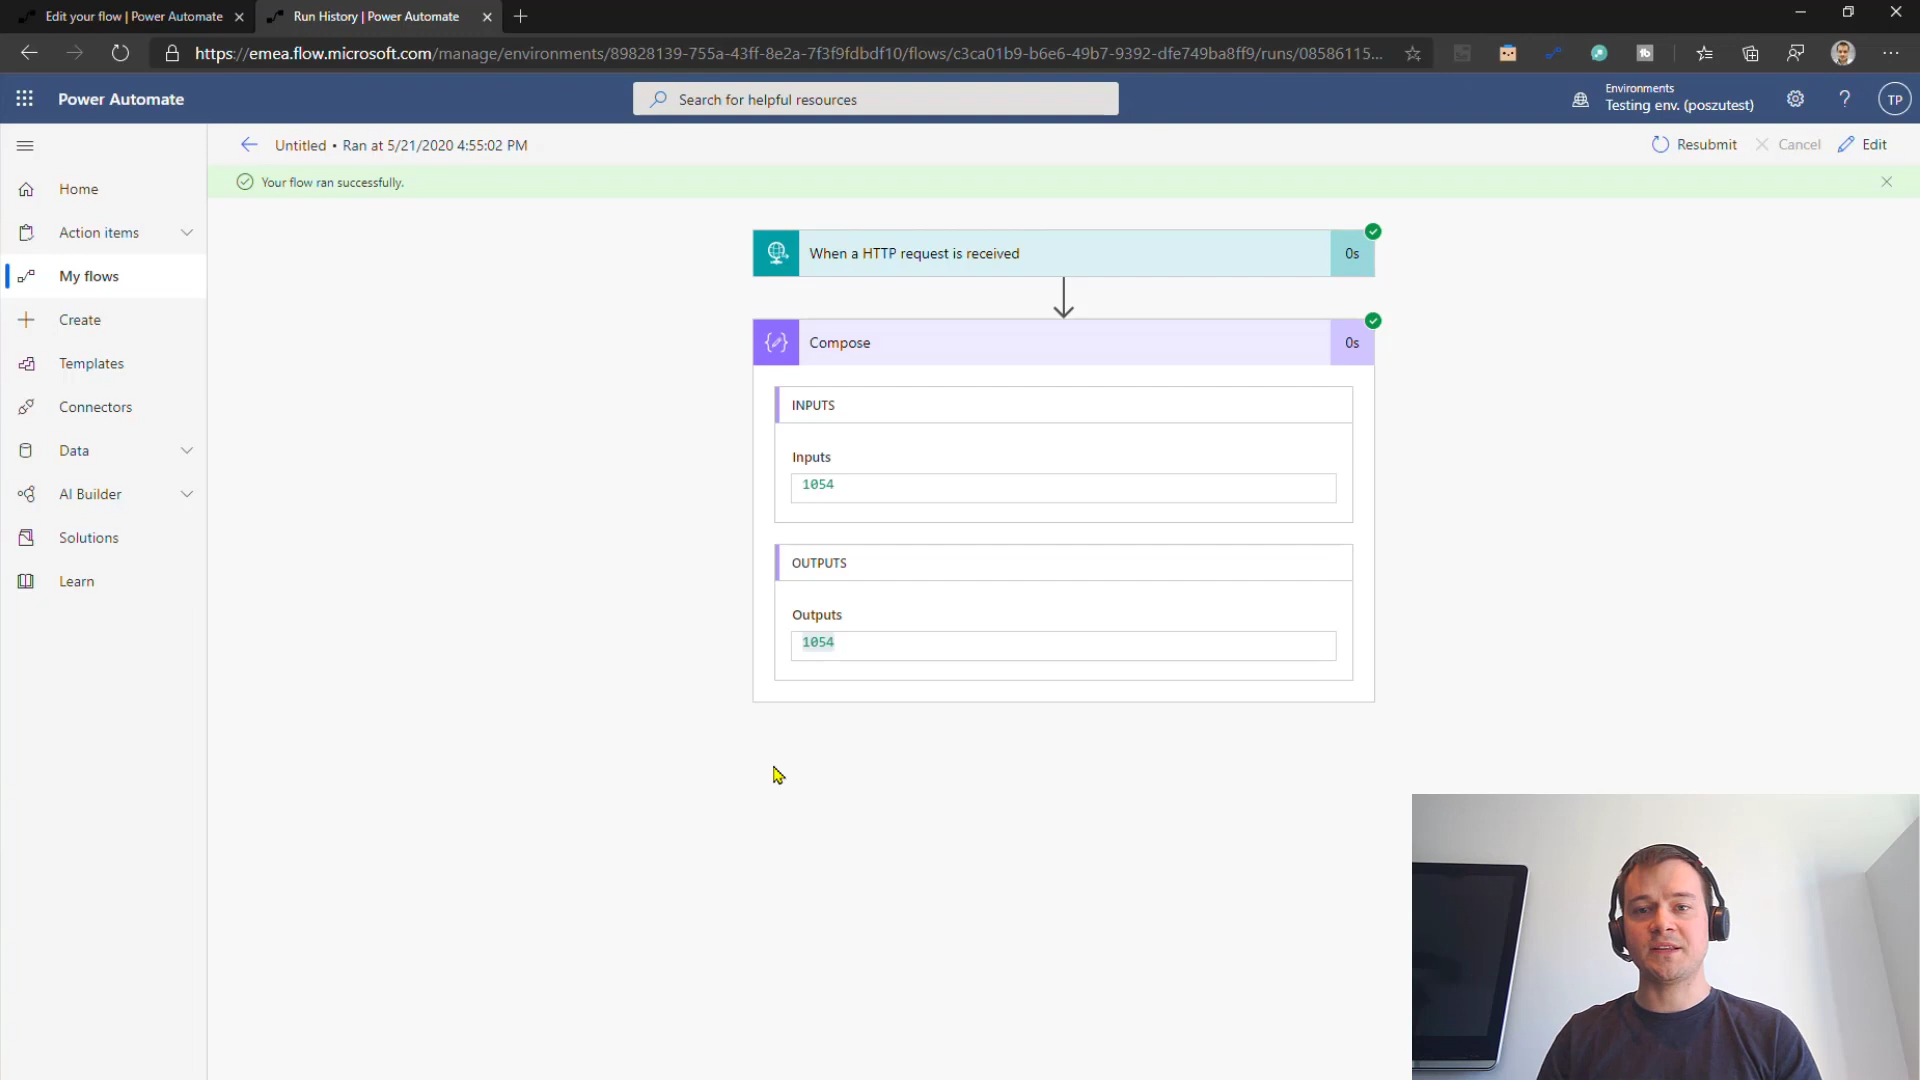 Edit your flow | Power Automate
Run History | Power Automate
https://emea.flow.microsoft.com/manage/environments/89828139-755a-43ff-8e2a-7f3f9fdbdf10/flows/c3ca01b9-b6e6-49b7-9392-dfe749ba8ff9/runs/08586115...
Power Automate
Search for helpful resources
Environments
Testing env. (poszutest)
?
TP
Untitled • Ran at 5/21/2020 4:55:02 PM
Resubmit
Cancel
Edit
Your flow ran successfully.
Home
Action items
My flows
Create
Templates
Connectors
Data
AI Builder
Solutions
Learn
When a HTTP request is received
0s
Compose
0s
INPUTS
Inputs
1054
OUTPUTS
Outputs
1054